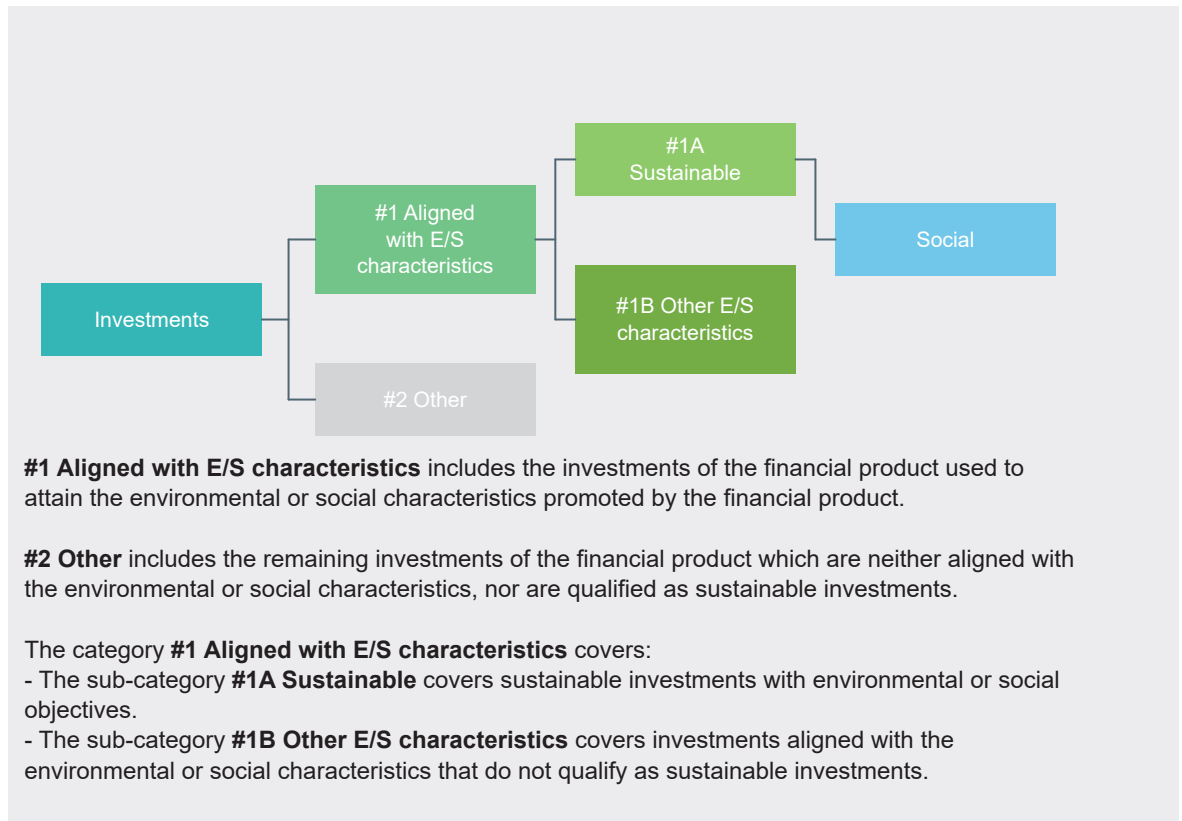 #1A
Sustainable
#1 Aligned
with E/S
characteristics
Social
Investments
#1B Other E/S
characteristics
#2 Other
#1 Aligned with E/S characteristics includes the investments of the financial product used to
attain the environmental or social characteristics promoted by the financial product.
#2 Other includes the remaining investments of the financial product which are neither aligned with
the environmental or social characteristics, nor are qualified as sustainable investments.
The category #1 Aligned with E/S characteristics covers:
- The sub-category #1A Sustainable covers sustainable investments with environmental or social
objectives.
- The sub-category #1B Other E/S characteristics covers investments aligned with the
environmental or social characteristics that do not qualify as sustainable investments.